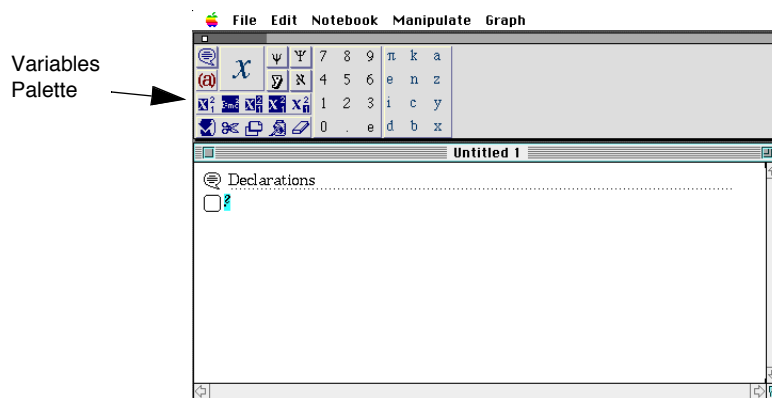 File Edit Notebook Manipulate Graph
Variables
Palette
x ψ Ψ 7 8 9 π k a
(a) ℵ 4 5 6 e n z
1 2 3 i c y
0 . e d b x
Untitled 1
Declarations
?